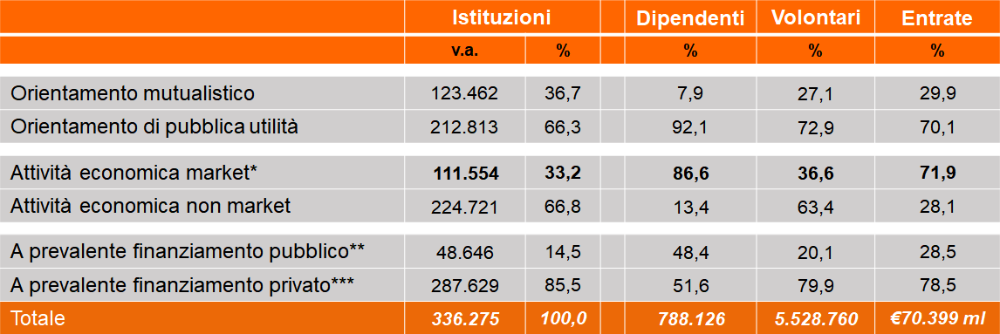 Istituzioni Dipendenti Volontari Entrate
v.a. % % % %
Orientamento mutualistico 123.462 36,7 7,9 27,1 29,9
Orientamento di pubblica utilità 212.813 66,3 92,1 72,9 70,1
Attività economica market* 111.554 33,2 86,6 36,6 71,9
Attività economica non market 224.721 66,8 13,4 63,4 28,1
A prevalente finanziamento pubblico** 48.646 14,5 48,4 20,1 28,5
A prevalente finanziamento privato*** 287.629 85,5 51,6 79,9 78,5
Totale 336.275 100,0 788.126 5.528.760 €70.399 ml